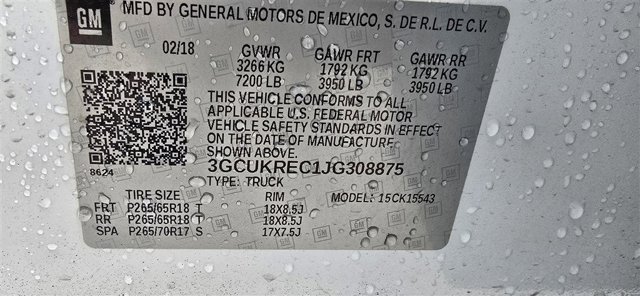 GM MFD BY GENERAL MOTORS DE MEXICO, S. DE R.L. DE C.V.
02/18 GVWR GAWR FRT GAWR RR
3266 KG 1792 KG 1792 KG
7200 LB 3950 LB 3950 LB
THIS VEHICLE CONFORMS TO ALL
APPLICABLE U.S. FEDERAL MOTOR
VEHICLE SAFETY STANDARDS IN EFFECT
ON THE DATE OF MANUFACTURE
SHOWN ABOVE.
8624 3GCUKREC1JG308875
TYPE: TRUCK
TIRE SIZE RIM MODEL: 15CK15543
FRT P265/65R18 T 18X8.5J
RR P265/65R18 T 18X8.5J
SPA P265/70R17 S 17X7.5J